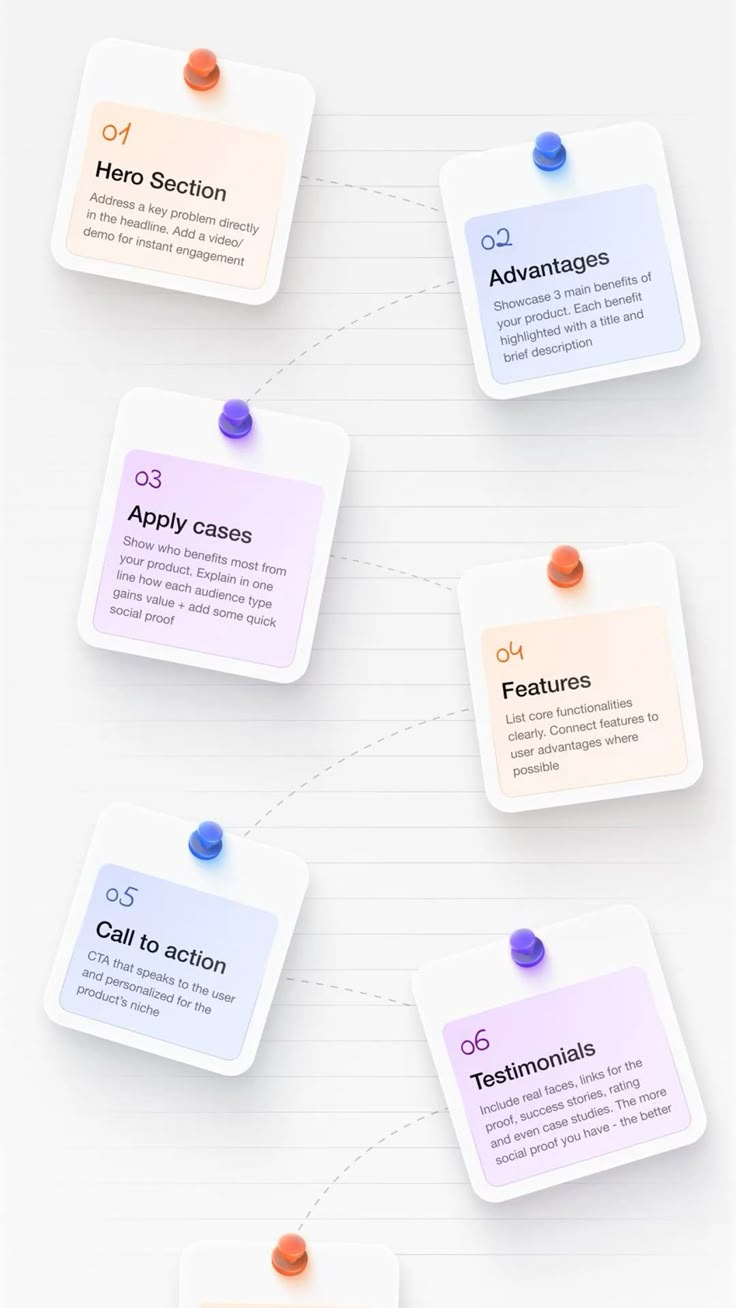 01
Hero Section
Address a key problem directly
in the headline. Add a video/
demo for instant engagement
02
Advantages
Showcase 3 main benefits of
your product. Each benefit
highlighted with a title and
brief description
03
Apply cases
Show who benefits most from
your product. Explain in one
line how each audience type
gains value + add some quick
social proof
04
Features
List core functionalities
clearly. Connect features to
user advantages where
possible
05
Call to action
CTA that speaks to the user
and personalized for the
product's niche
06
Testimonials
Include real faces, links for the
proof, success stories, rating
and even case studies. The more
social proof you have - the better